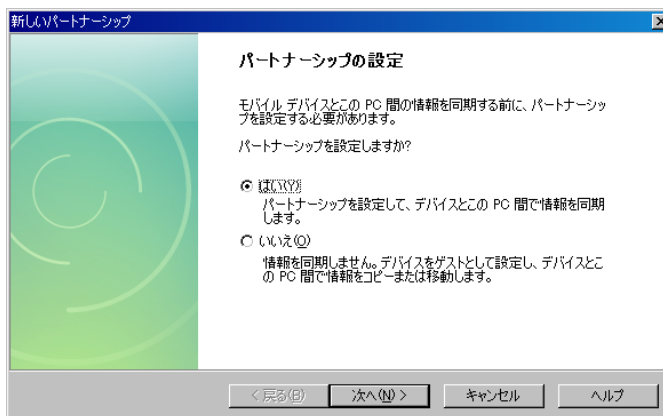 新しいパートナーシップ
パートナーシップの設定
モバイル デバイスとこの PC 間の情報を同期する前に、パートナーシッ
プを設定する必要があります。
パートナーシップを設定しますか?
はい(Y)
パートナーシップを設定して、デバイスとこの PC 間で情報を同期
します。
いいえ(O)
情報を同期しません。デバイスをゲストとして設定し、デバイスとこ
の PC 間で情報をコピーまたは移動します。
< 戻る(B)
次へ(N) >
キャンセル
ヘルプ